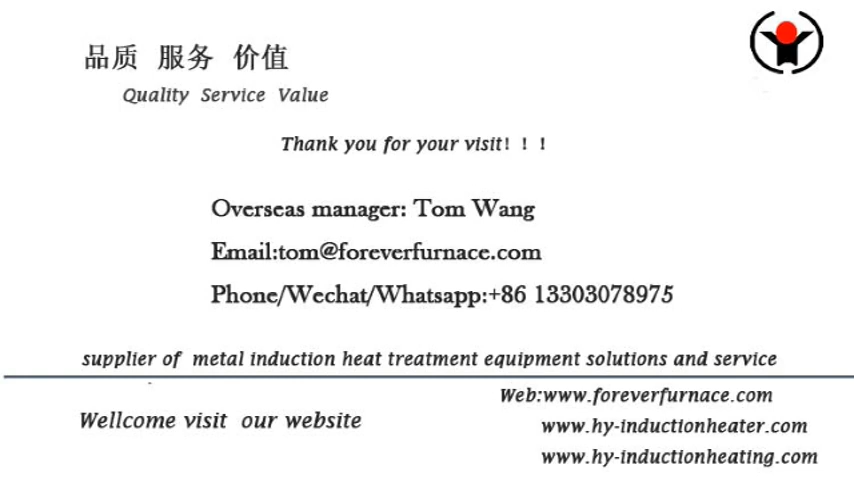 品质 服务 价值
Quality Service Value
Thank you for your visit！！！
Overseas manager: Tom Wang
Email:tom@foreverfurnace.com
Phone/Wechat/Whatsapp:+86 13303078975
supplier of metal induction heat treatment equipment solutions and service
Wellcome visit our website
Web:www.foreverfurnace.com
www.hy-inductionheater.com
www.hy-inductionheating.com